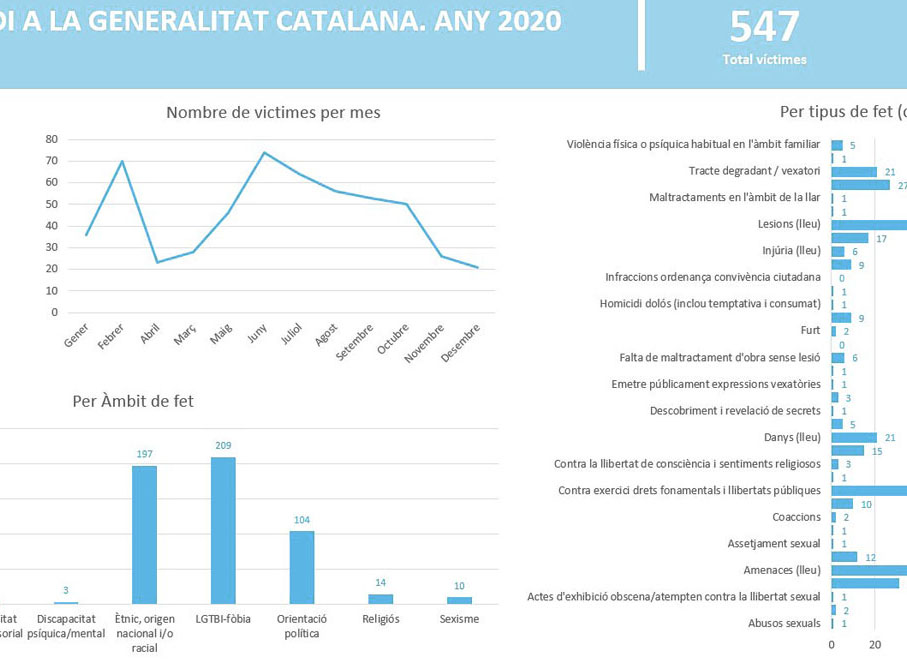 DI A LA GENERALITAT CATALANA. ANY 2020
547
Total víctimes
Nombre de victimes per mes
80
70
60
50
40
30
20
10
0
Gener
Febrer
Abril
Març
Maig
Juny
Juliol
Agost
Setembre
Octubre
Novembre
Desembre
Per Àmbit de fet
3
197
209
104
14
10
Discapacitat
psíquica/mental
Ètnic, origen
nacional i/o
racial
LGTBI-fòbia
Orientació
política
Religiós
Sexisme
Per tipus de fet
Violència física o psíquica habitual en l'àmbit familiar 5
1
Tracte degradant / vexatori 21
27
Maltractaments en l'àmbit de la llar 1
1
Lesions (lleu)
17
Injúria (lleu) 6
9
Infraccions ordenança convivència ciutadana 0
1
Homicidi dolós (inclou temptativa i consumat) 1
9
Furt 2
0
Falta de maltractament d'obra sense lesió 6
1
Emetre públicament expressions vexatòries 1
3
Descobriment i revelació de secrets 1
5
Danys (lleu) 21
15
Contra la llibertat de consciència i sentiments religiosos 3
1
Contra exercici drets fonamentals i llibertats públiques
10
Coaccions 2
1
Assetjament sexual 1
12
Amenaces (lleu)
Actes d'exhibició obscena/atempten contra la llibertat sexual 1
2
Abusos sexuals 1
0 20